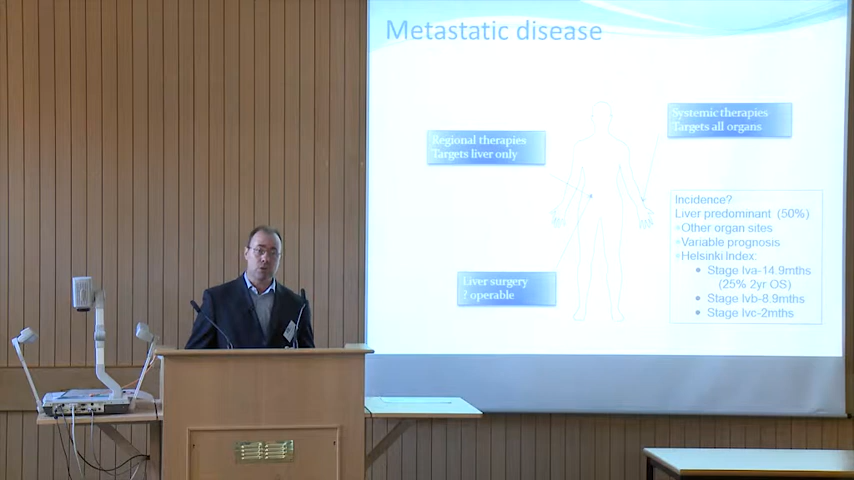 Metastatic disease
Regional therapies
Targets liver only
Systemic therapies
Targets all organs
Incidence?
Liver predominant (50%)
Other organ sites
Variable prognosis
Helsinki Index:
Stage Iva-14.9mths
(25% 2yr OS)
Stage Ivb-8.9mths
Stage Ivc-2mths
Liver surgery
? operable